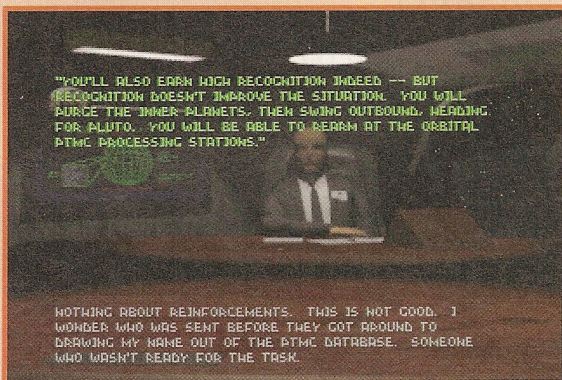 "YOU'LL ALSO EARN HIGH RECOGNITION INDEED -- BUT
RECOGNITION DOESN'T IMPROVE THE SITUATION. YOU WILL
PURGE THE INNER PLANETS, THEN SWING OUTBOUND, HEADING
FOR PLUTO. YOU WILL BE ABLE TO REARM AT THE ORBITAL
PTMC PROCESSING STATIONS."
NOTHING ABOUT REINFORCEMENTS. THIS IS NOT GOOD. I
WONDER WHO WAS SENT BEFORE THEY GOT AROUND TO
DRAWING MY NAME OUT OF THE PTMC DATABASE. SOMEONE
WHO WASN'T READY FOR THE TASK.